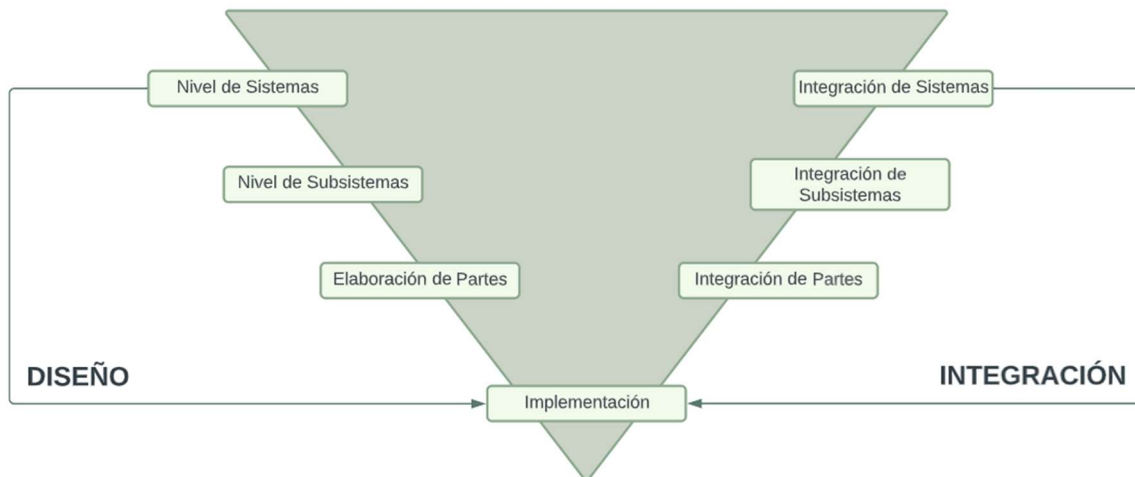 Nivel de Sistemas
Integración de Sistemas
Nivel de Subsistemas
Integración de
Subsistemas
Elaboración de Partes
Integración de Partes
DISEÑO
INTEGRACIÓN
Implementación